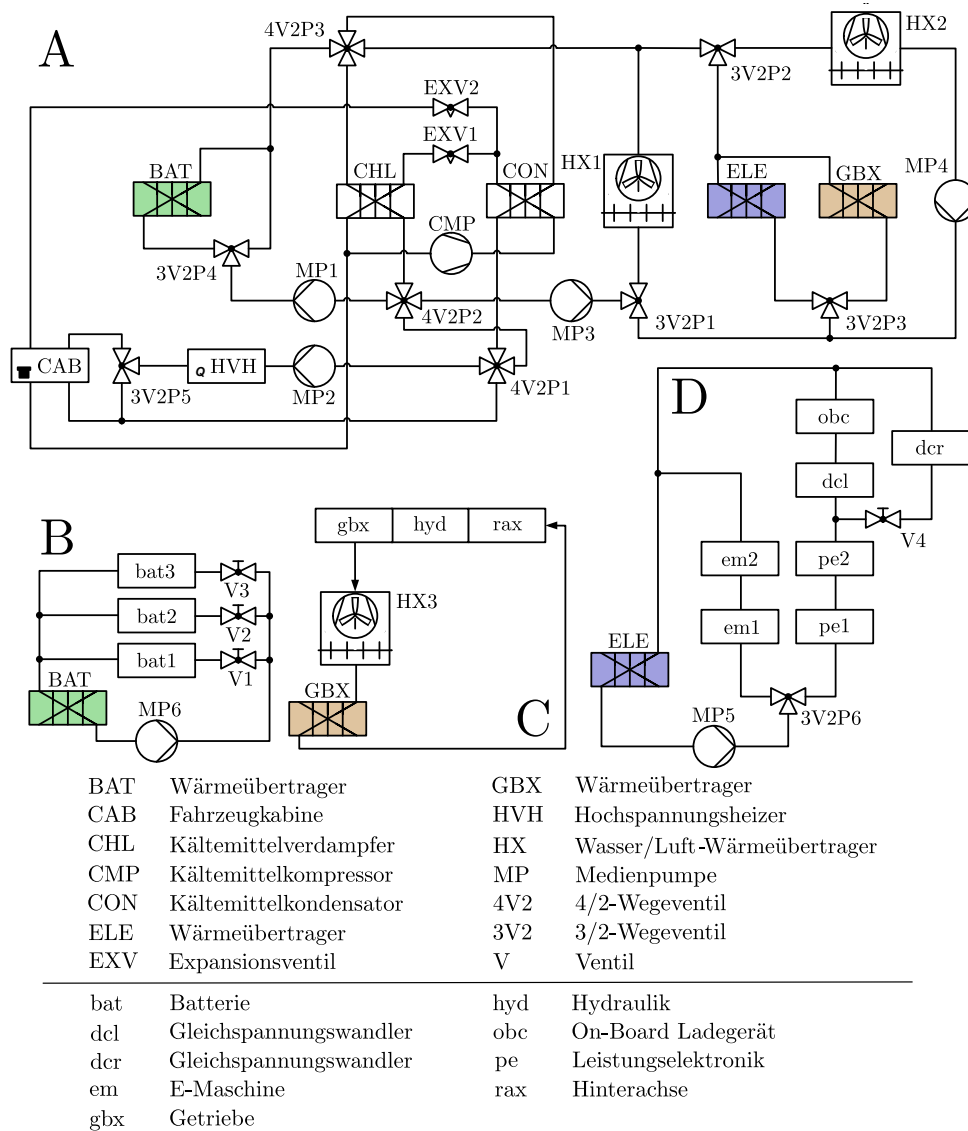 A
4V2P3
HX2
3V2P2
EXV2
EXV1
BAT
CHL
CON
HX1
ELE
GBX
MP4
CMP
3V2P4
MP1
4V2P2
MP3
3V2P1
3V2P3
CAB
3V2P5
Q HVH
MP2
4V2P1
D
obc
dcr
dcl
V4
B
gbx hyd rax
bat3
V3
bat2
V2
bat1
V1
HX3
em2
pe2
em1
pe1
BAT
MP6
GBX
C
ELE
MP5
3V2P6
BAT Wärmeübertrager GBX Wärmeübertrager
CAB Fahrzeugkabine HVH Hochspannungsheizer
CHL Kältemittelverdampfer HX Wasser/Luft-Wärmeübertrager
CMP Kältemittelkompressor MP Medienpumpe
CON Kältemittelkondensator 4V2 4/2-Wegeventil
ELE Wärmeübertrager 3V2 3/2-Wegeventil
EXV Expansionsventil V Ventil
bat Batterie hyd Hydraulik
dcl Gleichspannungswandler obc On-Board Ladegerät
dcr Gleichspannungswandler pe Leistungselektronik
em E-Maschine rax Hinterachse
gbx Getriebe